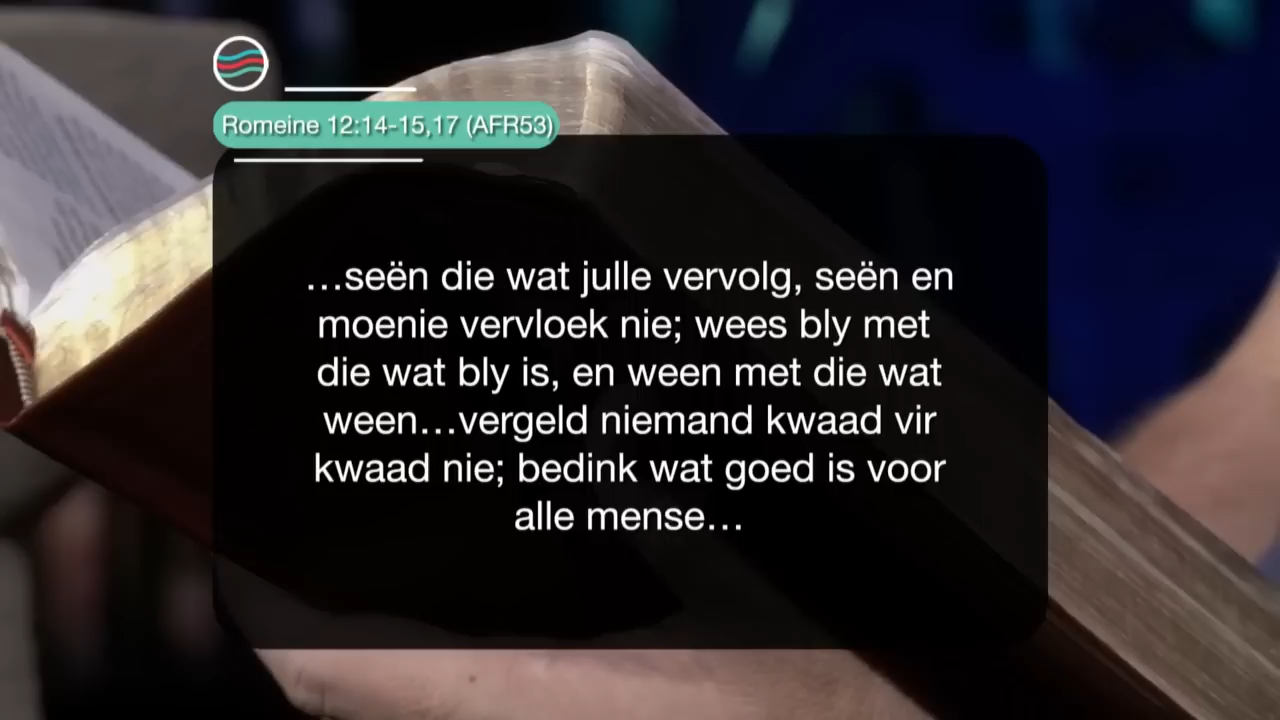 Romeine 12:14-15,17 (AFR53)
…seën die wat julle vervolg, seën en
moenie vervloek nie; wees bly met
die wat bly is, en ween met die wat
ween…vergeld niemand kwaad vir
kwaad nie; bedink wat goed is voor
alle mense…